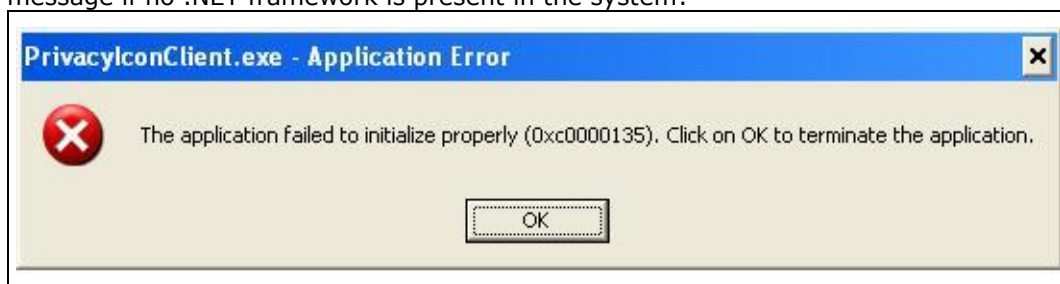 message if no .NET framework is present in the system:
PrivacyIconClient.exe - Application Error
The application failed to initialize properly (0xc0000135). Click on OK to terminate the application.
OK